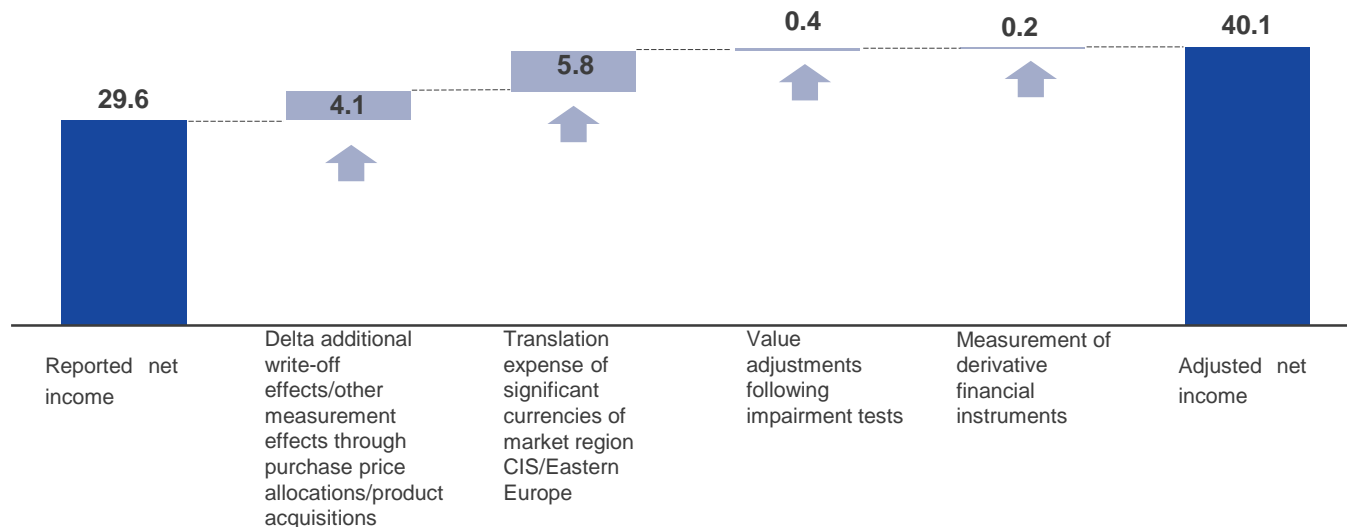 29.6
4.1
5.8
0.4
0.2
40.1
Reported net
income
Delta additional
write-off
effects/other
measurement
effects through
purchase price
allocations/product
acquisitions
Translation
expense of
significant
currencies of
market region
CIS/Eastern
Europe
Value
adjustments
following
impairment tests
Measurement of
derivative
financial
instruments
Adjusted net
income